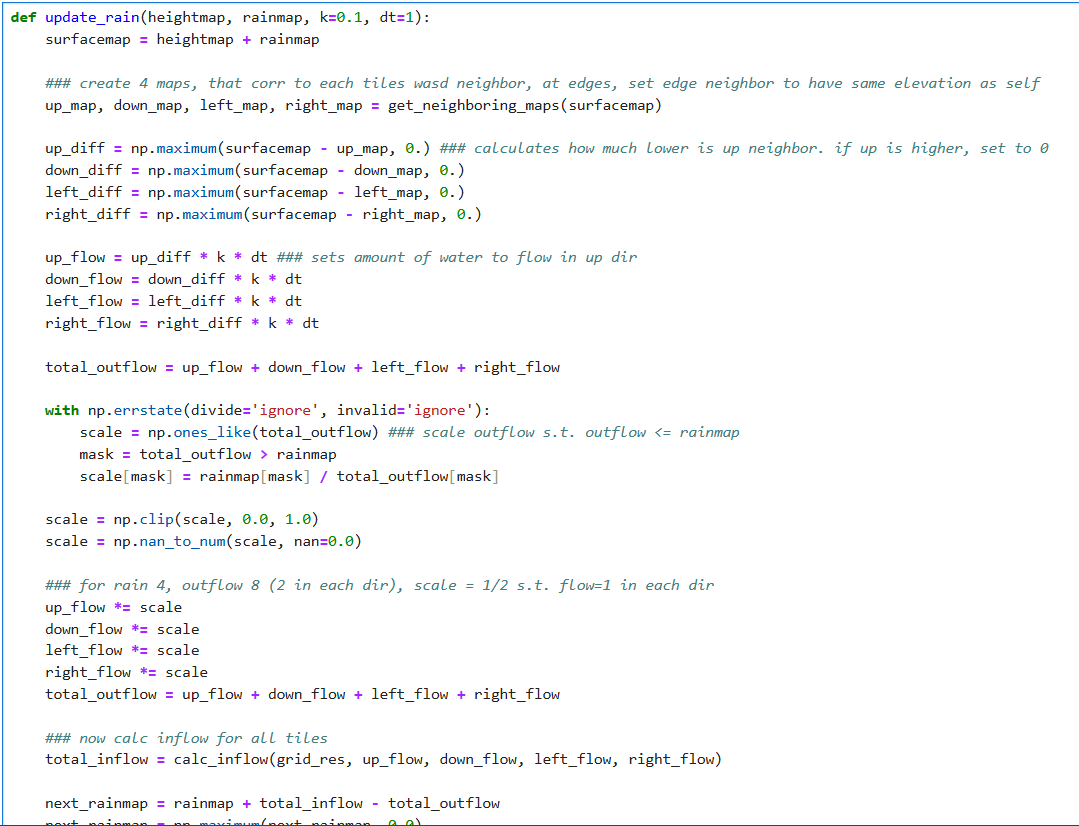 def update_rain(heightmap, rainmap, k=0.1, dt=1):
    surfacemap = heightmap + rainmap

    ### create 4 maps, that corr to each tiles wasd neighbor, at edges, set edge neighbor to have same elevation as self
    up_map, down_map, left_map, right_map = get_neighboring_maps(surfacemap)

    up_diff = np.maximum(surfacemap - up_map, 0.) ### calculates how much lower is up neighbor. if up is higher, set to 0
    down_diff = np.maximum(surfacemap - down_map, 0.)
    left_diff = np.maximum(surfacemap - left_map, 0.)
    right_diff = np.maximum(surfacemap - right_map, 0.)

    up_flow = up_diff * k * dt ### sets amount of water to flow in up dir
    down_flow = down_diff * k * dt
    left_flow = left_diff * k * dt
    right_flow = right_diff * k * dt

    total_outflow = up_flow + down_flow + left_flow + right_flow

    with np.errstate(divide='ignore', invalid='ignore'):
        scale = np.ones_like(total_outflow) ### scale outflow s.t. outflow <= rainmap
        mask = total_outflow > rainmap
        scale[mask] = rainmap[mask] / total_outflow[mask]

    scale = np.clip(scale, 0.0, 1.0)
    scale = np.nan_to_num(scale, nan=0.0)

    ### for rain 4, outflow 8 (2 in each dir), scale = 1/2 s.t. flow=1 in each dir
    up_flow *= scale
    down_flow *= scale
    left_flow *= scale
    right_flow *= scale
    total_outflow = up_flow + down_flow + left_flow + right_flow

    ### now calc inflow for all tiles
    total_inflow = calc_inflow(grid_res, up_flow, down_flow, left_flow, right_flow)

    next_rainmap = rainmap + total_inflow - total_outflow
    next_rainmap = np.maximum(next_rainmap, 0.0)